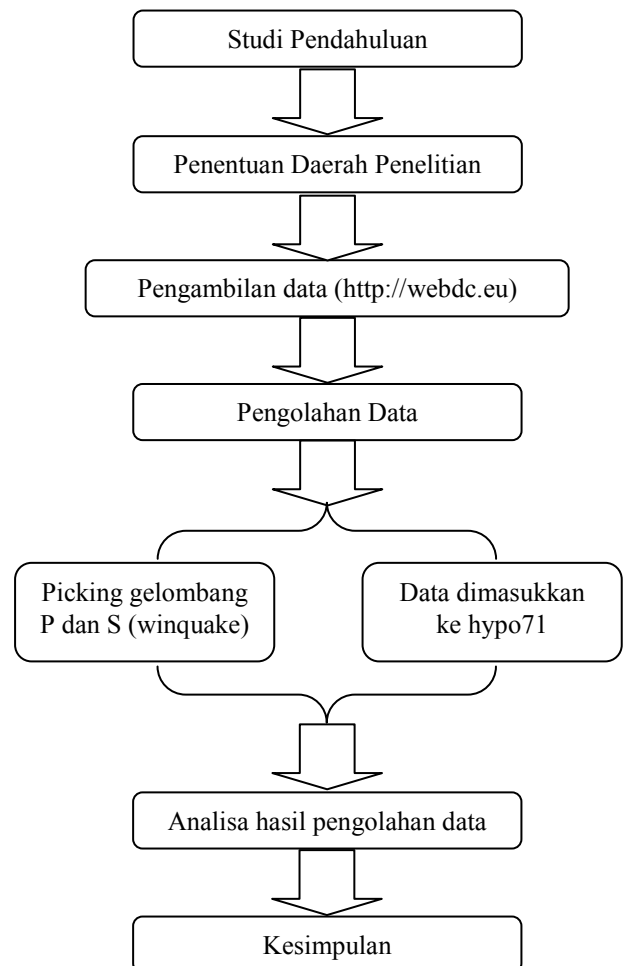 Studi Pendahuluan
Penentuan Daerah Penelitian
Pengambilan data (http://webdc.eu)
Pengolahan Data
Picking gelombang
P dan S (winquake)
Data dimasukkan
ke hypo71
Analisa hasil pengolahan data
Kesimpulan